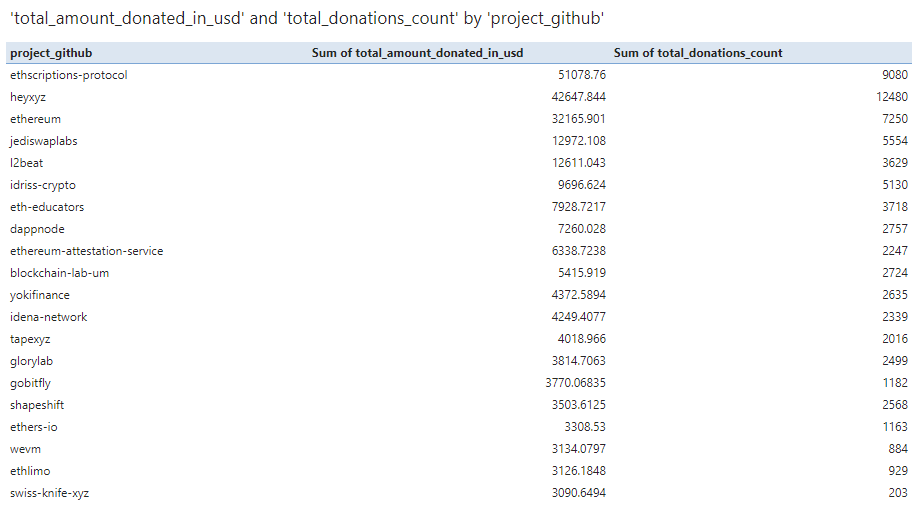 'total_amount_donated_in_usd' and 'total_donations_count' by 'project_github'
project_github Sum of total_amount_donated_in_usd Sum of total_donations_count
ethscriptions-protocol 51078.76 9080
heyxyz 42647.844 12480
ethereum 32165.901 7250
jediswaplabs 12972.108 5554
l2beat 12611.043 3629
idriss-crypto 9696.624 5130
eth-educators 7928.7217 3718
dappnode 7260.028 2757
ethereum-attestation-service 6338.7238 2247
blockchain-lab-um 5415.919 2724
yokifinance 4372.5894 2635
idena-network 4249.4077 2339
tapexyz 4018.966 2016
glorylab 3814.7063 2499
gobitfly 3770.06835 1182
shapeshift 3503.6125 2568
ethers-io 3308.53 1163
wevm 3134.0797 884
ethlimo 3126.1848 929
swiss-knife-xyz 3090.6494 203